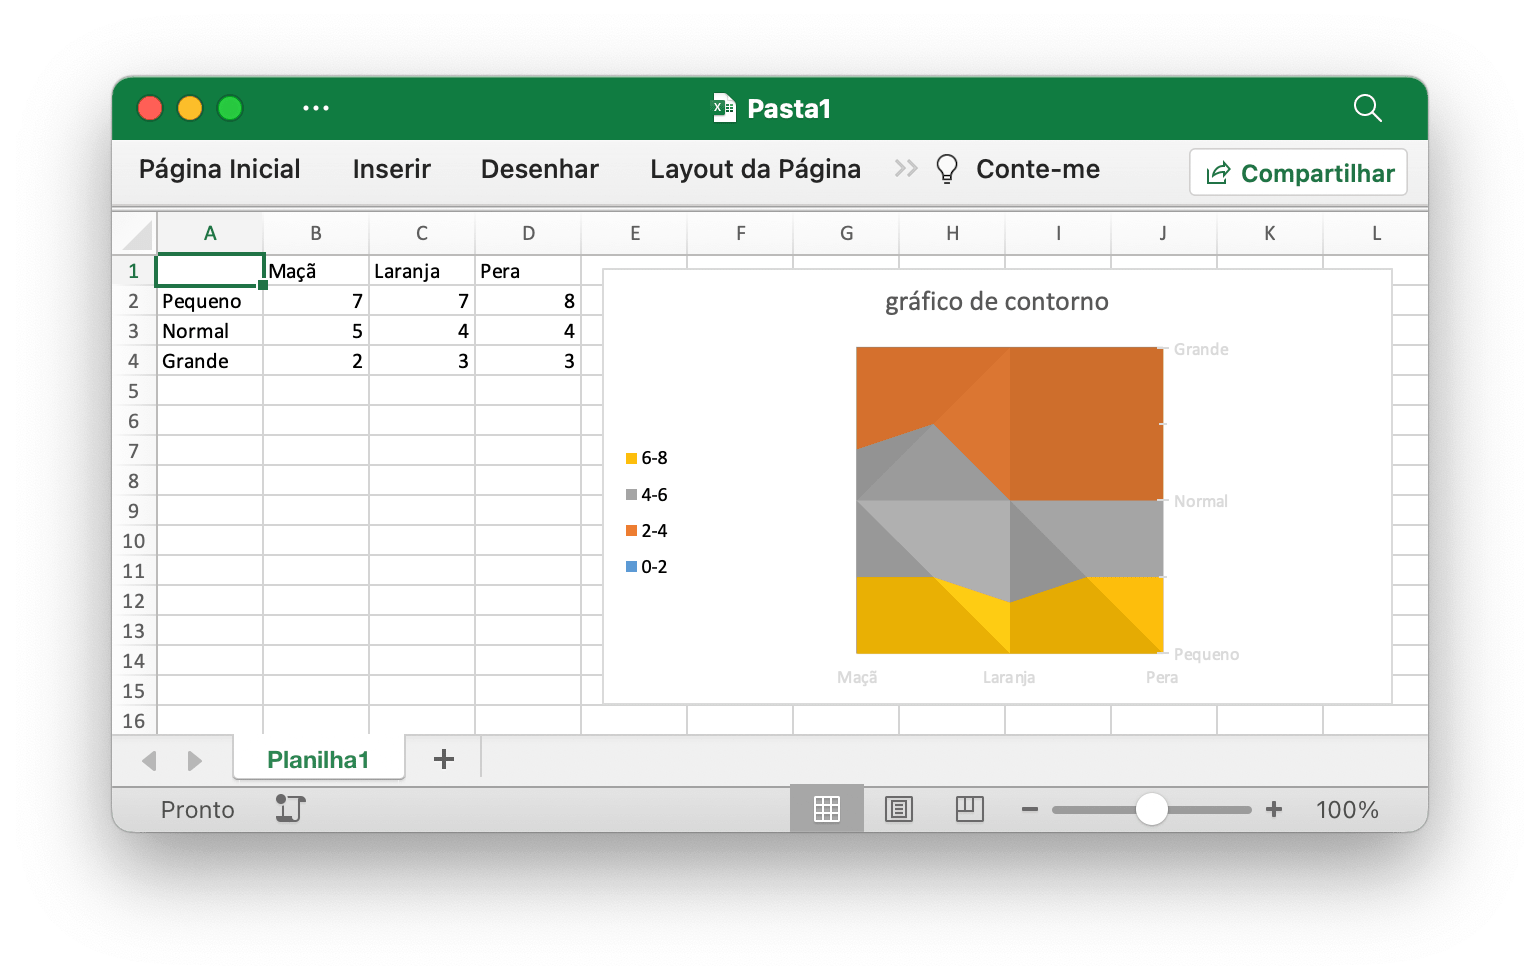 ··· Pasta1
Página Inicial Inserir Desenhar Layout da Página Conte-me Compartilhar
A B C D E F G H I J K L
1 Maçã Laranja Pera
2 Pequeno 7 7 8
3 Normal 5 4 4
4 Grande 2 3 3
5
6
7
8
9
10
11
12
13
14
15
16
gráfico de contorno
6-8
4-6
2-4
0-2
Grande
Normal
Pequeno
Maçã Laranja Pera
Planilha1 +
Pronto 100%